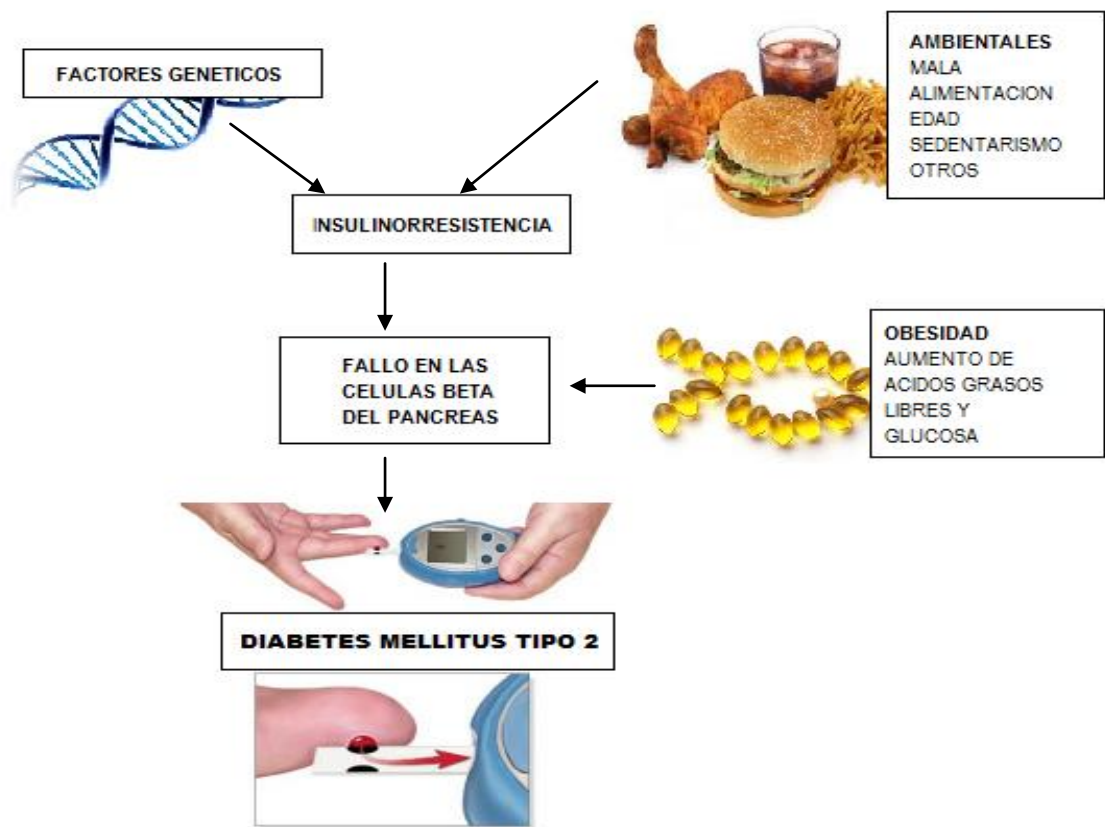 FACTORES GENETICOS
AMBIENTALES
MALA
ALIMENTACION
EDAD
SEDENTARISMO
OTROS
INSULINORRESISTENCIA
FALLO EN LAS
CELULAS BETA
DEL PANCREAS
OBESIDAD
AUMENTO DE
ACIDOS GRASOS
LIBRES Y
GLUCOSA
DIABETES MELLITUS TIPO 2